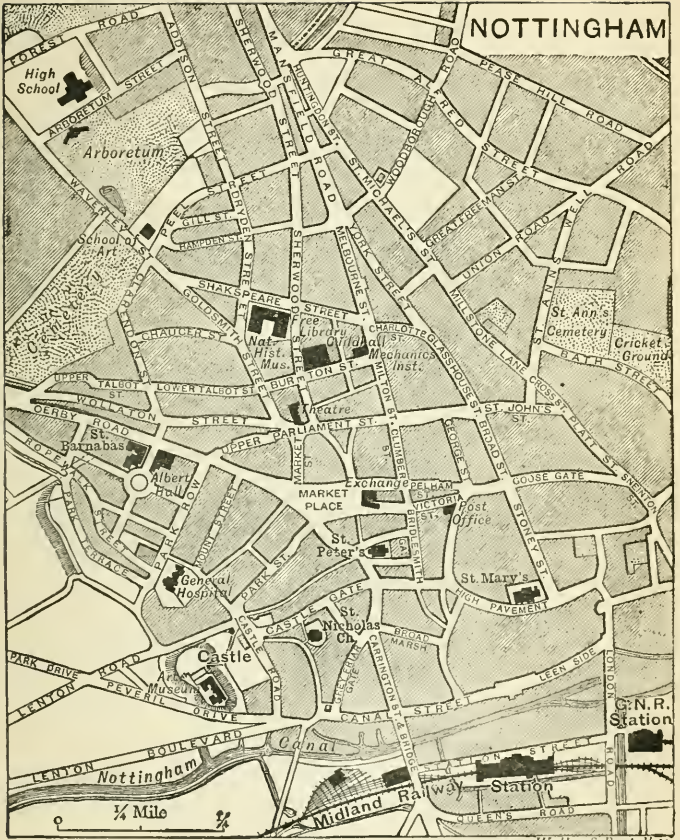 NOTTINGHAM
FOREST ROAD
ADDISON STREET
SHERWOOD STREET
MANSFIELD ROAD
HUNTINGDON ST.
GREAT ALFRED STREET
WOODBOROUGH ROAD
PEASE HILL ROAD
High
School
ARBORETUM STREET
Arboretum
WAVERLEY ST.
PEEL STREET
DRYDEN STREET
GILL ST.
HAMPDEN ST.
School of
Art
ST. MICHAEL'S ST.
GREAT FREEMAN ST.
UNION ROAD
ST. ANN'S WELL ROAD
SHERWOOD STREET
MELBOURNE ST.
YORK STREET
MILLSTONE LANE
St. Ann's
Cemetery
Cricket
Ground
BATH STREET
Cemetery
SHAKSPEARE STREET
GOLDSMITH STREET
CHAUCER ST.
Nat.
Hist.
Mus.
Free
Library
Guildhall
CHARLOTTE
Mechanics
Inst.
GLASSHOUSE ST.
BURTON ST.
MILTON ST.
UPPER TALBOT ST.
LOWER TALBOT ST.
WOLLATON STREET
Theatre
UPPER PARLIAMENT ST.
ST. JOHN'S ST.
CROSS ST.
PLATT ST.
SNEINTON ST.
DERBY ROAD
St.
Barnabas
Albert
Hall
ROPEWALK
PARK TERRACE
STREET
PARK ROW
MOUNT STREET
MARKET ST.
CLUMBER ST.
GEORGE ST.
BROAD ST.
GOOSE GATE
MARKET
PLACE
Exchange
PELHAM ST.
VICTORIA ST.
Post
Office
STONEY ST.
BRIDLESMITH GA.
St.
Peter's
St. Mary's
HIGH PAVEMENT
General
Hospital
PARK ST.
CASTLE GATE
St.
Nicholas
Ch.
BROAD MARSH
CASTLE ROAD
Castle
Art
Museum
PARK DRIVE
LENTON ROAD
PEVERIL DRIVE
GREYFRIAR GATE
CARRINGTON ST. & BRIDGE
CANAL STREET
LEEN SIDE
LONDON ROAD
G.N.R.
Station
LENTON BOULEVARD
Nottingham Canal
STATION STREET
Midland Railway Station
QUEEN'S ROAD
¼ Mile
0